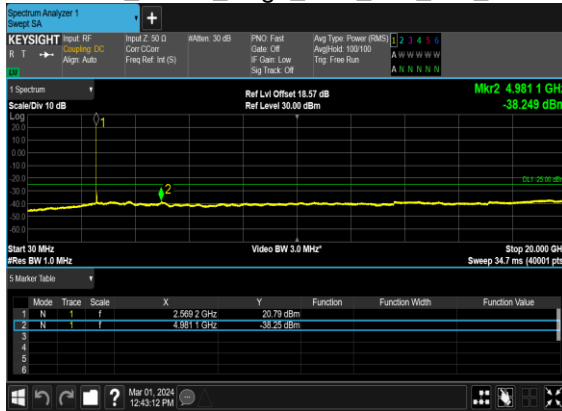 Spectrum Analyzer 1
Swept SA
+
KEYSIGHT Input: RF Input Z: 50 Ω #Atten: 30 dB PNO: Fast Avg Type: Power (RMS) 1 2 3 4 5 6
R T Coupling: DC Corr CCorr Gate: Off Avg|Hold: 100/100 A W W W W W
Align: Auto Freq Ref: Int (S) IF Gain: Low Trig: Free Run
LXI Sig Track: Off A N N N N N
1 Spectrum Ref Lvl Offset 18.57 dB Mkr2 4.981 1 GHz
Scale/Div 10 dB Ref Level 30.00 dBm -38.249 dBm
Log
20.0 1
10.0
0.00
-10.0
-20.0 DL1 -25.00 dBm
-30.0 2
-40.0
-50.0
-60.0
Start 30 MHz Video BW 3.0 MHz* Stop 20.000 GHz
#Res BW 1.0 MHz Sweep 34.7 ms (40001 pts)
5 Marker Table
Mode Trace Scale X Y Function Function Width Function Value
1 N 1 f 2.569 2 GHz 20.79 dBm
2 N 1 f 4.981 1 GHz -38.25 dBm
3
4
5
6
? Mar 01, 2024
12:43:12 PM